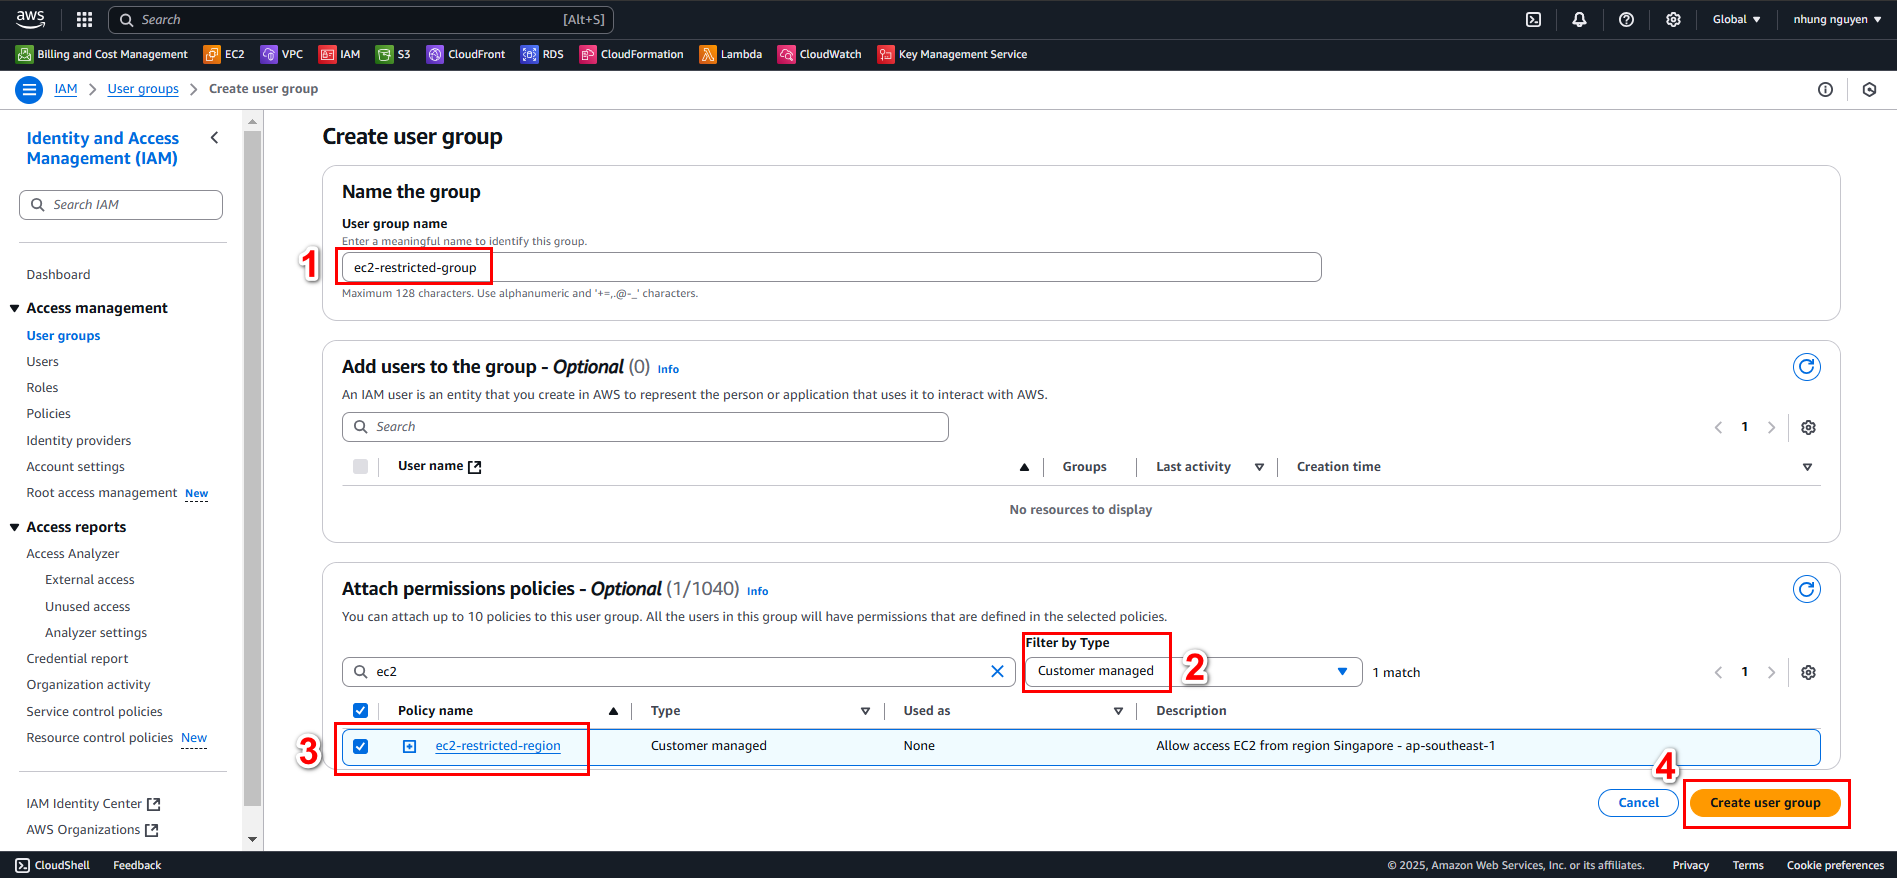 aws Search [Alt+S] Global nhung nguyen
Billing and Cost Management EC2 VPC IAM S3 CloudFront RDS CloudFormation Lambda CloudWatch Key Management Service
IAM User groups Create user group
Identity and Access
Management (IAM)
Search IAM
Dashboard
Access management
User groups
Users
Roles
Policies
Identity providers
Account settings
Root access management New
Access reports
Access Analyzer
External access
Unused access
Analyzer settings
Credential report
Organization activity
Service control policies
Resource control policies New
IAM Identity Center
AWS Organizations
Create user group
Name the group
User group name
Enter a meaningful name to identify this group.
1 ec2-restricted-group
Maximum 128 characters. Use alphanumeric and '+=,.@-_' characters.
Add users to the group - Optional (0) Info
An IAM user is an entity that you create in AWS to represent the person or application that uses it to interact with AWS.
Search 1
User name Groups Last activity Creation time
No resources to display
Attach permissions policies - Optional (1/1040) Info
You can attach up to 10 policies to this user group. All the users in this group will have permissions that are defined in the selected policies.
Filter by Type
ec2 Customer managed 2 1 match 1
Policy name Type Used as Description
3 ec2-restricted-region Customer managed None Allow access EC2 from region Singapore - ap-southeast-1
4
Cancel Create user group
CloudShell Feedback © 2025, Amazon Web Services, Inc. or its affiliates. Privacy Terms Cookie preferences